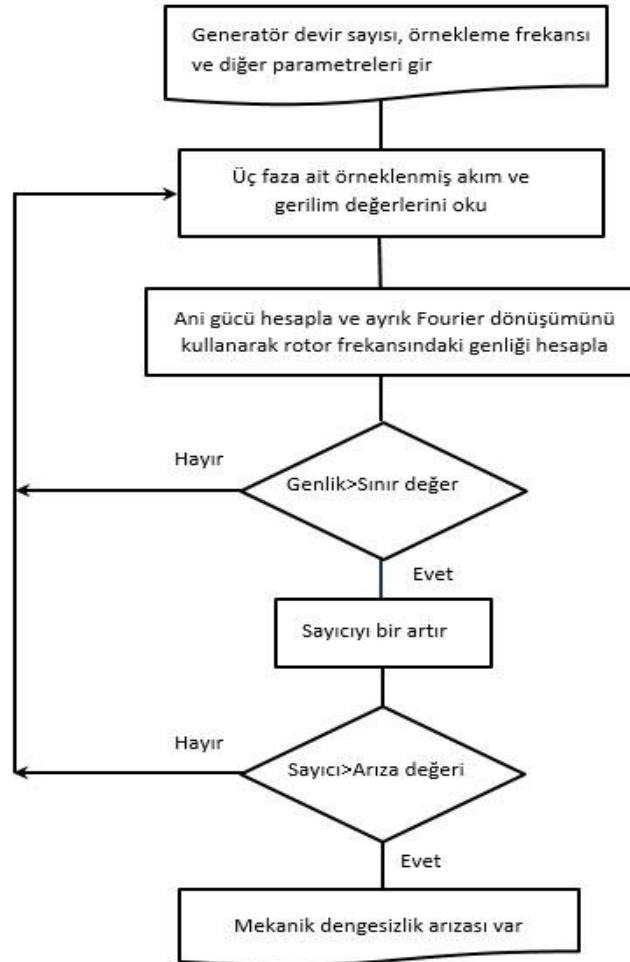 Generatör devir sayısı, örnekleme frekansı
ve diğer parametreleri gir
Üç faza ait örneklenmiş akım ve
gerilim değerlerini oku
Ani gücü hesapla ve ayrık Fourier dönüşümünü
kullanarak rotor frekansındaki genliği hesapla
Hayır
Genlik>Sınır değer
Evet
Sayıcıyı bir artır
Hayır
Sayıcı>Arıza değeri
Evet
Mekanik dengesizlik arızası var